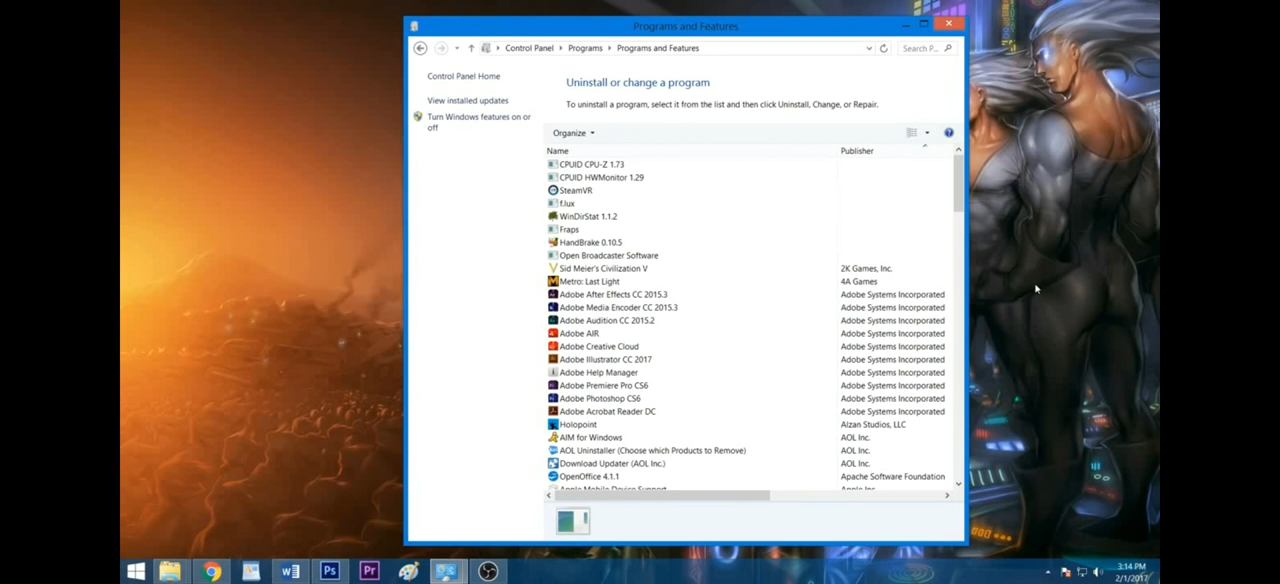 Programs and Features
Control Panel Programs Programs and Features
Search P...
Control Panel Home
View installed updates
Turn Windows features on or
off
Uninstall or change a program
To uninstall a program, select it from the list and then click Uninstall, Change, or Repair.
Organize
Name Publisher
CPUID CPU-Z 1.73
CPUID HWMonitor 1.29
SteamVR
f.lux
WinDirStat 1.1.2
Fraps
HandBrake 0.10.5
Open Broadcaster Software
Sid Meier's Civilization V 2K Games, Inc.
Metro: Last Light 4A Games
Adobe After Effects CC 2015.3 Adobe Systems Incorporated
Adobe Media Encoder CC 2015.3 Adobe Systems Incorporated
Adobe Audition CC 2015.2 Adobe Systems Incorporated
Adobe AIR Adobe Systems Incorporated
Adobe Creative Cloud Adobe Systems Incorporated
Adobe Illustrator CC 2017 Adobe Systems Incorporated
Adobe Help Manager Adobe Systems Incorporated
Adobe Premiere Pro CS6 Adobe Systems Incorporated
Adobe Photoshop CS6 Adobe Systems Incorporated
Adobe Acrobat Reader DC Adobe Systems Incorporated
Holopoint Alzan Studios, LLC
AIM for Windows AOL Inc.
AOL Uninstaller (Choose which Products to Remove) AOL Inc.
Download Updater (AOL Inc.) AOL Inc.
OpenOffice 4.1.1 Apache Software Foundation
Apple Mobile Device Support Apple Inc.
Ps
Pr
3:14 PM
2/1/2017